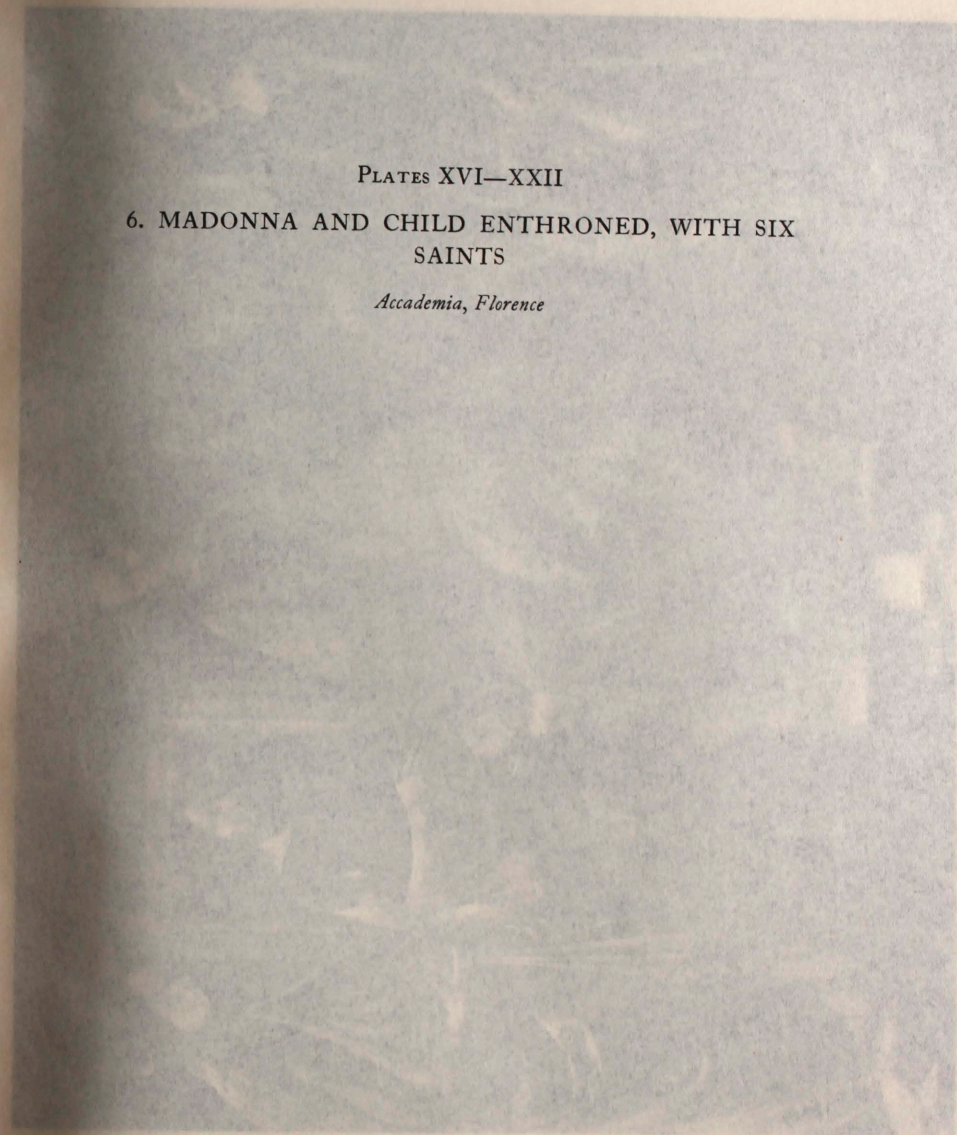 Plates XVI—XXII
6. MADONNA AND CHILD ENTHRONED, WITH SIX
SAINTS
Accademia, Florence